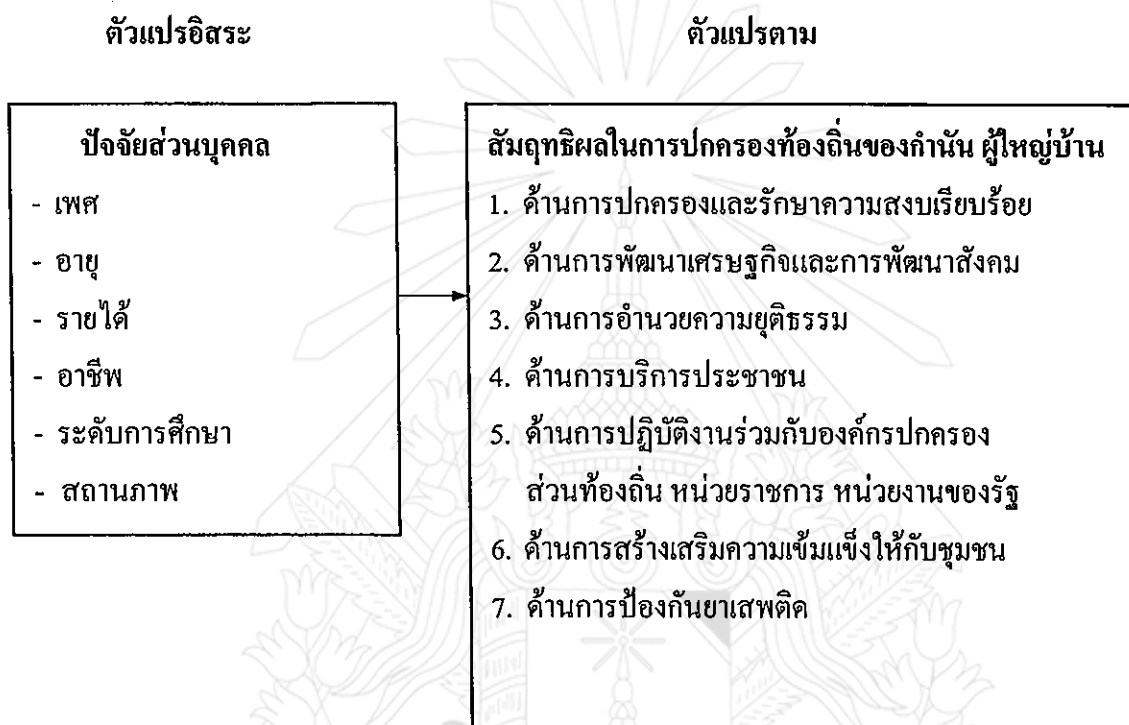 ตัวแปรอิสระ
ตัวแปรตาม
ปัจจัยส่วนบุคคล
- เพศ
- อายุ
- รายได้
- อาชีพ
- ระดับการศึกษา
- สถานภาพ
สัมฤทธิผลในการปกครองท้องถิ่นของกำนัน ผู้ใหญ่บ้าน
1. ด้านการปกครองและรักษาความสงบเรียบร้อย
2. ด้านการพัฒนาเศรษฐกิจและการพัฒนาสังคม
3. ด้านการอำนวยความยุติธรรม
4. ด้านการบริการประชาชน
5. ด้านการปฏิบัติงานร่วมกับองค์กรปกครอง
ส่วนท้องถิ่น หน่วยราชการ หน่วยงานของรัฐ
6. ด้านการสร้างเสริมความเข้มแข็งให้กับชุมชน
7. ด้านการป้องกันยาเสพติด